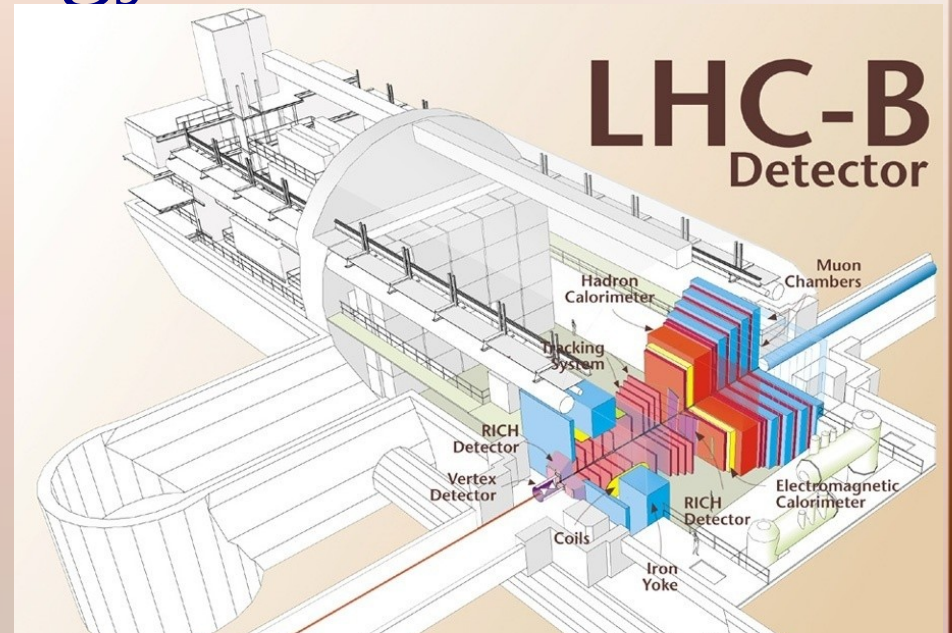 LHC-B
Detector
Muon
Chambers
Hadron
Calorimeter
Tracking
System
RICH
Detector
Vertex
Detector
Electromagnetic
Calorimeter
RICH
Detector
Coils
Iron
Yoke